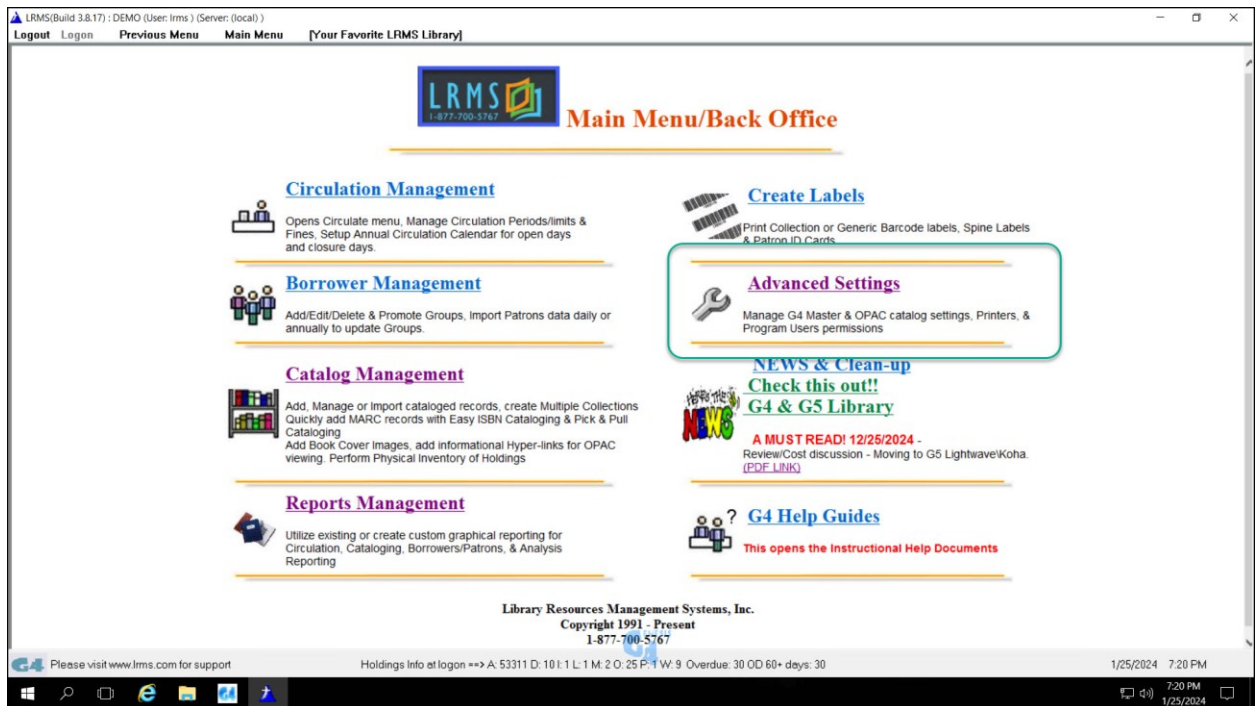 LRMS(Build 3.8.17) : DEMO (User: lrms ) (Server: (local) )
Logout Logon Previous Menu Main Menu [Your Favorite LRMS Library]
LRMS
1-877-700-5767
Main Menu/Back Office
Circulation Management
Opens Circulate menu, Manage Circulation Periods/limits &
Fines, Setup Annual Circulation Calendar for open days
and closure days.
Create Labels
Print Collection or Generic Barcode labels, Spine Labels
& Patron ID Cards
Borrower Management
Add/Edit/Delete & Promote Groups, Import Patrons data daily or
annually to update Groups.
Advanced Settings
Manage G4 Master & OPAC catalog settings, Printers, &
Program Users permissions
Catalog Management
Add, Manage or Import cataloged records, create Multiple Collections
Quickly add MARC records with Easy ISBN Cataloging & Pick & Pull
Cataloging
Add Book Cover Images, add informational Hyper-links for OPAC
viewing. Perform Physical Inventory of Holdings
NEWS & Clean-up
Check this out!!
G4 & G5 Library
HERE'S THE
NEWS
A MUST READ! 12/25/2024 -
Review/Cost discussion - Moving to G5 Lightwave\Koha.
(PDF LINK)
Reports Management
Utilize existing or create custom graphical reporting for
Circulation, Cataloging, Borrowers/Patrons, & Analysis
Reporting
?
G4 Help Guides
This opens the Instructional Help Documents
Library Resources Management Systems, Inc.
Copyright 1991 - Present
1-877-700-5767
G4
G4 Please visit www.lrms.com for support Holdings Info at logon ==> A: 53311 D: 10 I: 1 L: 1 M: 2 O: 25 P: 1 W: 9 Overdue: 30 OD 60+ days: 30 1/25/2024 7:20 PM
G4
7:20 PM
1/25/2024